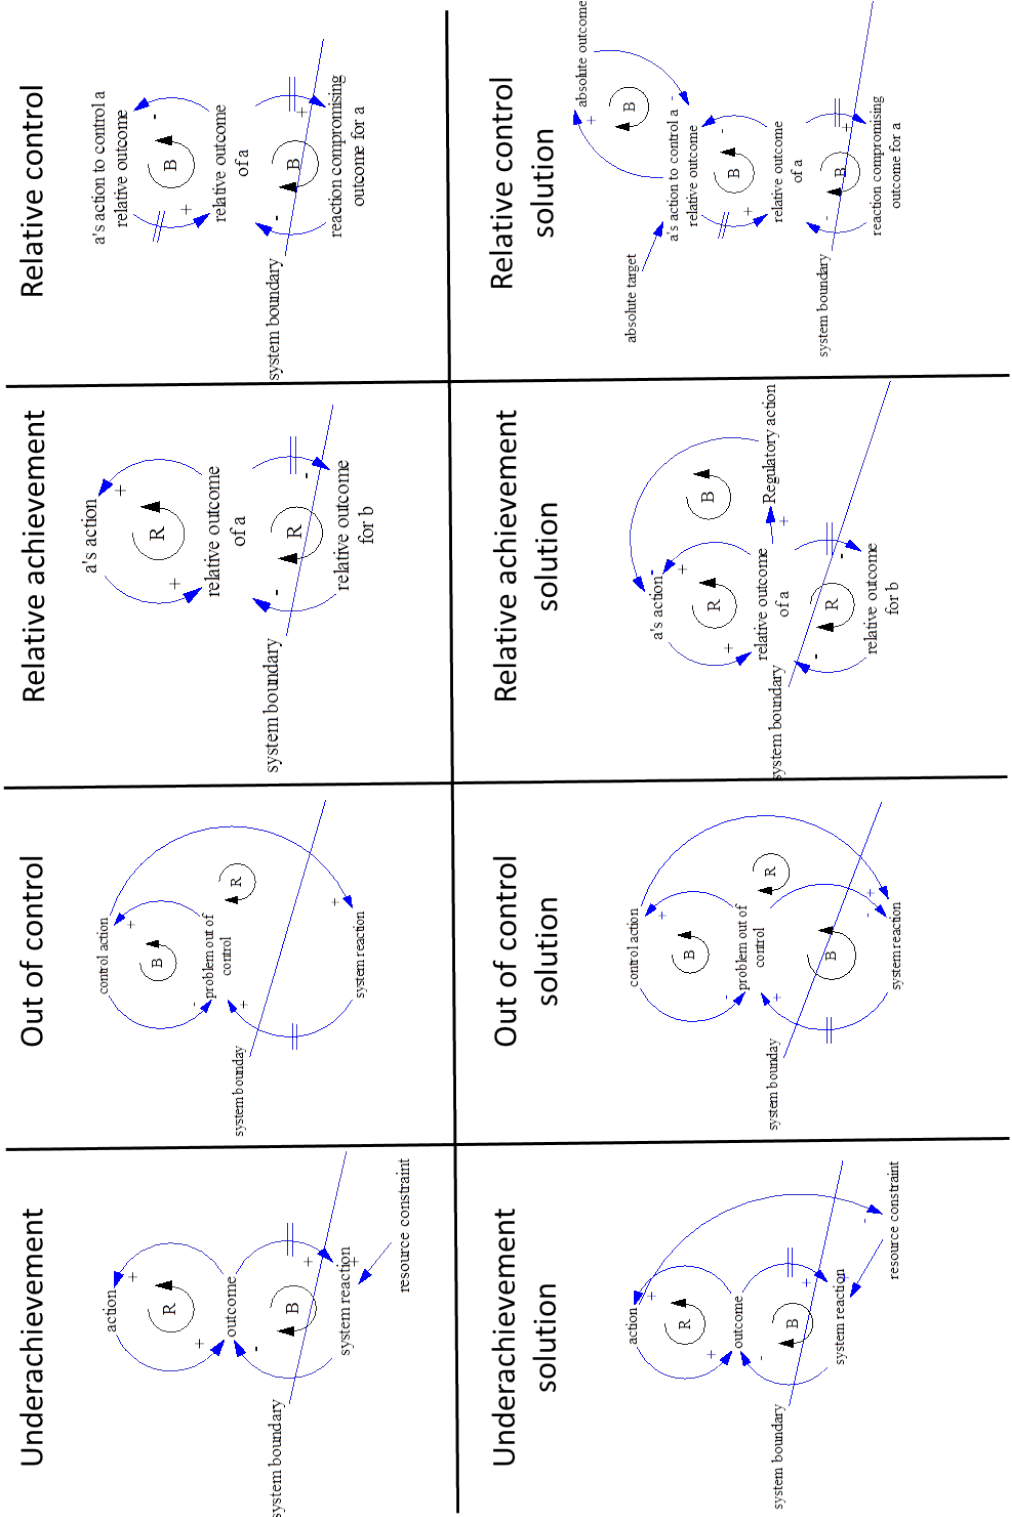 Underachievement
action
+
R
+
outcome
+
B
-
system reaction
+
system boundary
resource constraint
Out of control
control action
+
B
-
problem out of
control
R
+
+
system reaction
system bounday
Relative achievement
a's action
+
R
+
relative outcome
of a
-
R
-
relative outcome
for b
system boundary
Relative control
a's action to control a
relative outcome
-
B
+
relative outcome
of a
+
B
-
reaction compromising
outcome for a
system boundary
Underachievement
solution
action
+
R
+
outcome
+
B
-
system reaction
+
-
system boundary
resource constraint
Out of control
solution
control action
+
B
-
problem out of
control
R
+
-
+
B
system reaction
system boundary
Relative achievement
solution
a's action
-
+
R
+
B
relative outcome
of a
+
Regulatory action
-
R
-
relative outcome
for b
system boundary
Relative control
solution
absolute outcome
+
B
absolute target
a's action to control a
relative outcome
-
-
B
+
relative outcome
of a
+
B
-
reaction compromising
outcome for a
system boundary